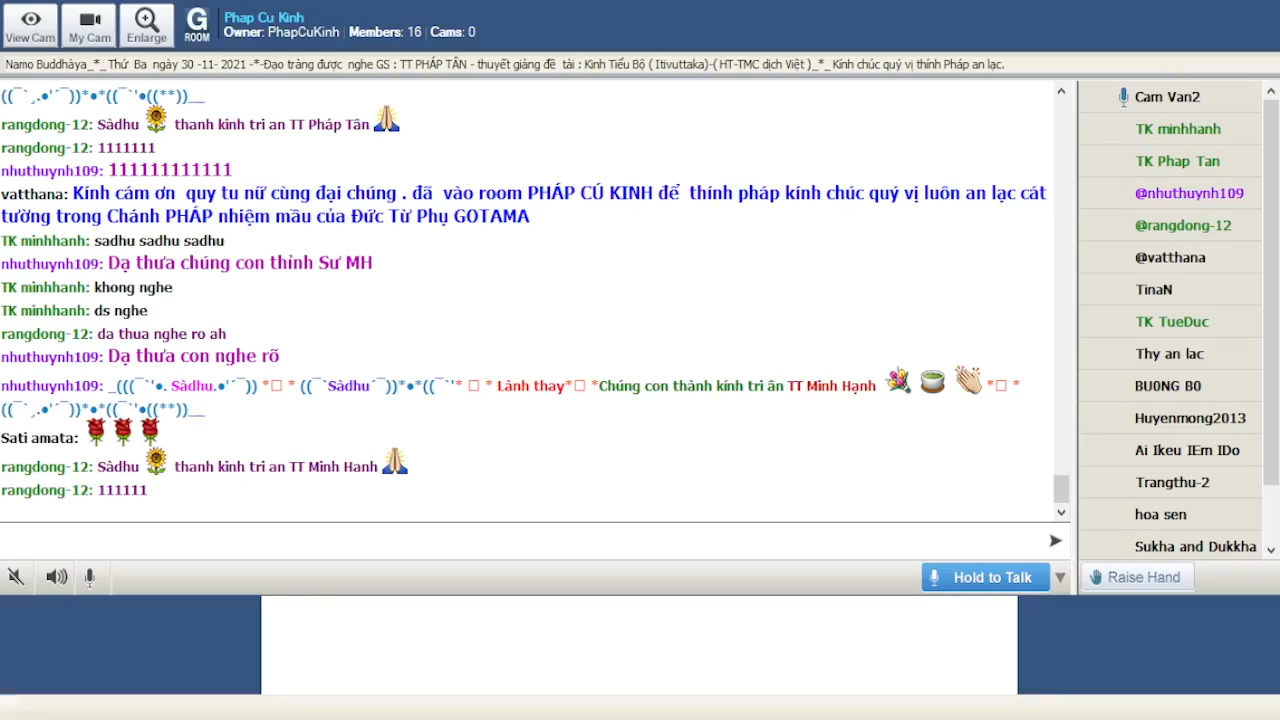 View Cam
My Cam
Enlarge
G
ROOM
Phap Cu Kinh
Owner: PhapCuKinh | Members: 16 | Cams: 0
Namo Buddhàya_*_Thứ Ba ngày 30 -11- 2021 -*-Đạo tràng được nghe GS : TT PHÁP TÂN - thuyết giảng đề tài : Kinh Tiểu Bộ ( Itivuttaka)-( HT-TMC dịch Việt )_*_Kính chúc quý vị thính Pháp an lạc.
((¯`¸.•'´¯))*•*((¯`'•((**))__
rangdong-12: Sàdhu thanh kinh tri an TT Pháp Tân
rangdong-12: 1111111
nhuthuynh109: 111111111111
vatthana: Kính cám ơn quy tu nữ cùng đại chúng . đã vào room PHÁP CÚ KINH để thính pháp kính chúc quý vị luôn an lạc cát
tường trong Chánh PHÁP nhiệm mầu của Đức Từ Phụ GOTAMA
TK minhhanh: sadhu sadhu sadhu
nhuthuynh109: Dạ thưa chúng con thỉnh Sư MH
TK minhhanh: khong nghe
TK minhhanh: ds nghe
rangdong-12: da thua nghe ro ah
nhuthuynh109: Dạ thưa con nghe rõ
nhuthuynh109: _(((¯`'•. Sàdhu.•'´¯)) *□ * ((¯`Sàdhu´¯))*•*((¯`'* □ * Lành thay*□ *Chúng con thành kính tri ân TT Minh Hạnh *□ *
((¯`¸.•'´¯))*•*((¯`'•((**))__
Sati amata:
rangdong-12: Sàdhu thanh kinh tri an TT Minh Hanh
rangdong-12: 111111
Hold to Talk
Cam Van2
TK minhhanh
TK Phap Tan
@nhuthuynh109
@rangdong-12
@vatthana
TinaN
TK TueDuc
Thy an lac
BU0NG B0
Huyenmong2013
Ai Ikeu IEm IDo
Trangthu-2
hoa sen
Sukha and Dukkha
Raise Hand